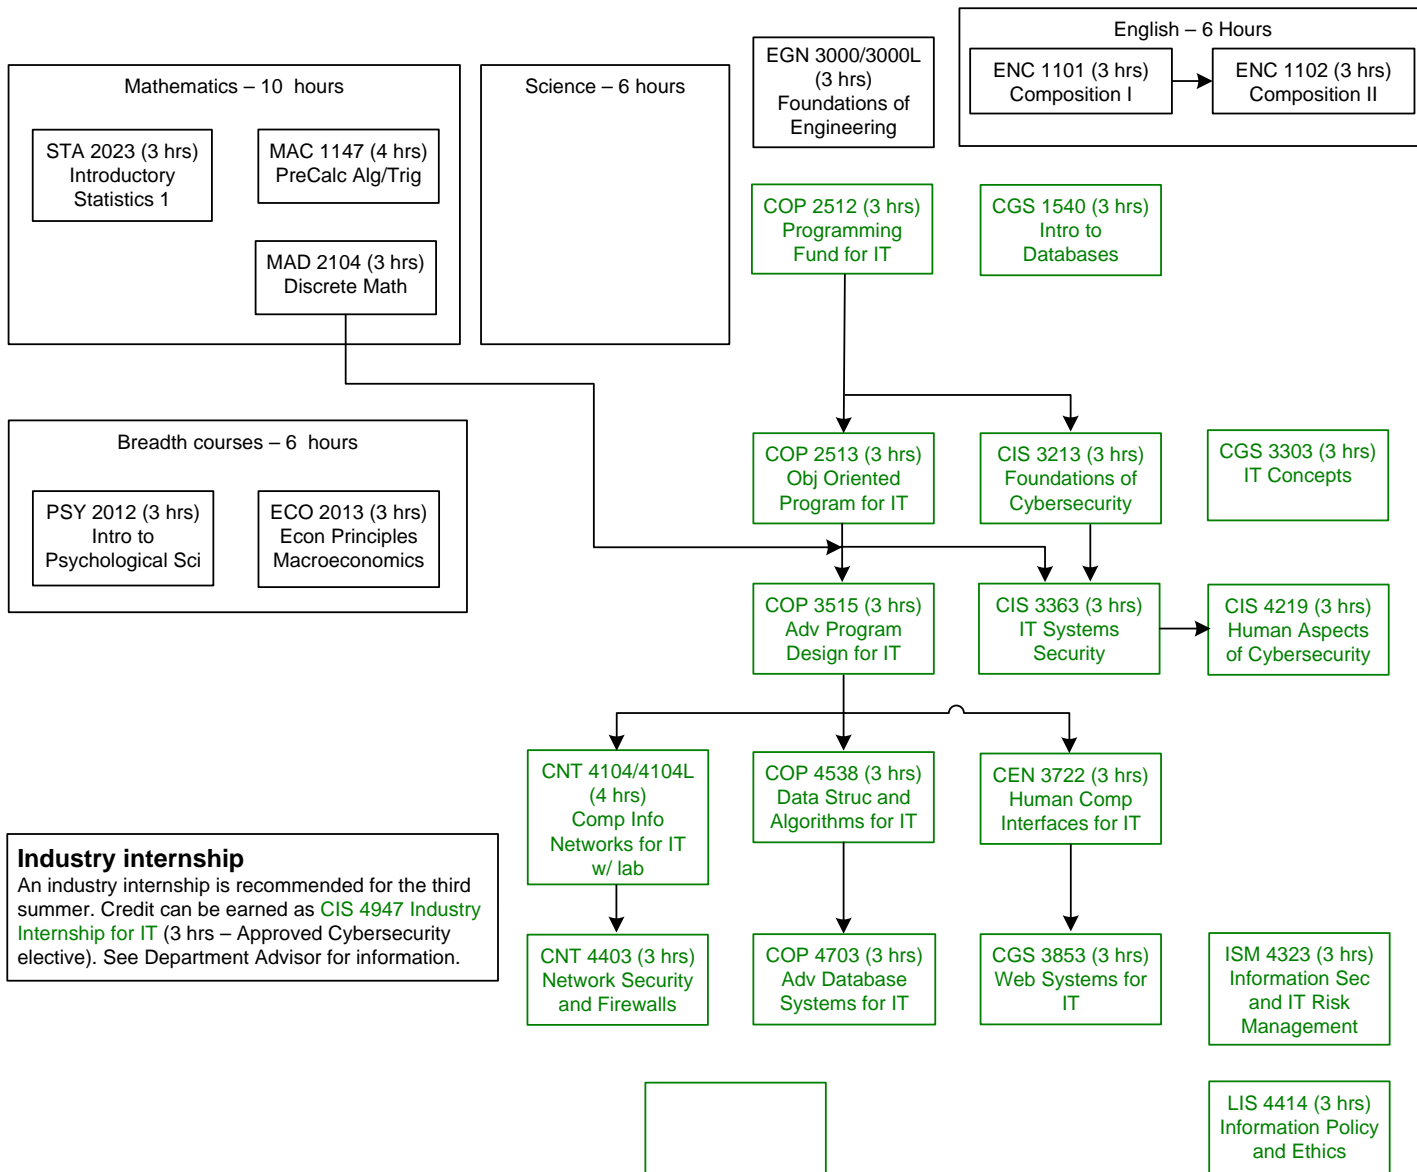 English – 6 Hours
ENC 1101 (3 hrs)
Composition I
ENC 1102 (3 hrs)
Composition II
EGN 3000/3000L
(3 hrs)
Foundations of
Engineering
Mathematics – 10  hours
STA 2023 (3 hrs)
Introductory
Statistics 1
MAC 1147 (4 hrs)
PreCalc Alg/Trig
MAD 2104 (3 hrs)
Discrete Math
Science – 6 hours
COP 2512 (3 hrs)
Programming
Fund for IT
CGS 1540 (3 hrs)
Intro to
Databases
Breadth courses – 6  hours
PSY 2012 (3 hrs)
Intro to
Psychological Sci
ECO 2013 (3 hrs)
Econ Principles
Macroeconomics
COP 2513 (3 hrs)
Obj Oriented
Program for IT
CIS 3213 (3 hrs)
Foundations of
Cybersecurity
CGS 3303 (3 hrs)
IT Concepts
COP 3515 (3 hrs)
Adv Program
Design for IT
CIS 3363 (3 hrs)
IT Systems
Security
CIS 4219 (3 hrs)
Human Aspects
of Cybersecurity
CNT 4104/4104L
(4 hrs)
Comp Info
Networks for IT
w/ lab
COP 4538 (3 hrs)
Data Struc and
Algorithms for IT
CEN 3722 (3 hrs)
Human Comp
Interfaces for IT
Industry internship
An industry internship is recommended for the third
summer. Credit can be earned as CIS 4947 Industry
Internship for IT (3 hrs – Approved Cybersecurity
elective). See Department Advisor for information.
CNT 4403 (3 hrs)
Network Security
and Firewalls
COP 4703 (3 hrs)
Adv Database
Systems for IT
CGS 3853 (3 hrs)
Web Systems for
IT
ISM 4323 (3 hrs)
Information Sec
and IT Risk
Management
LIS 4414 (3 hrs)
Information Policy
and Ethics